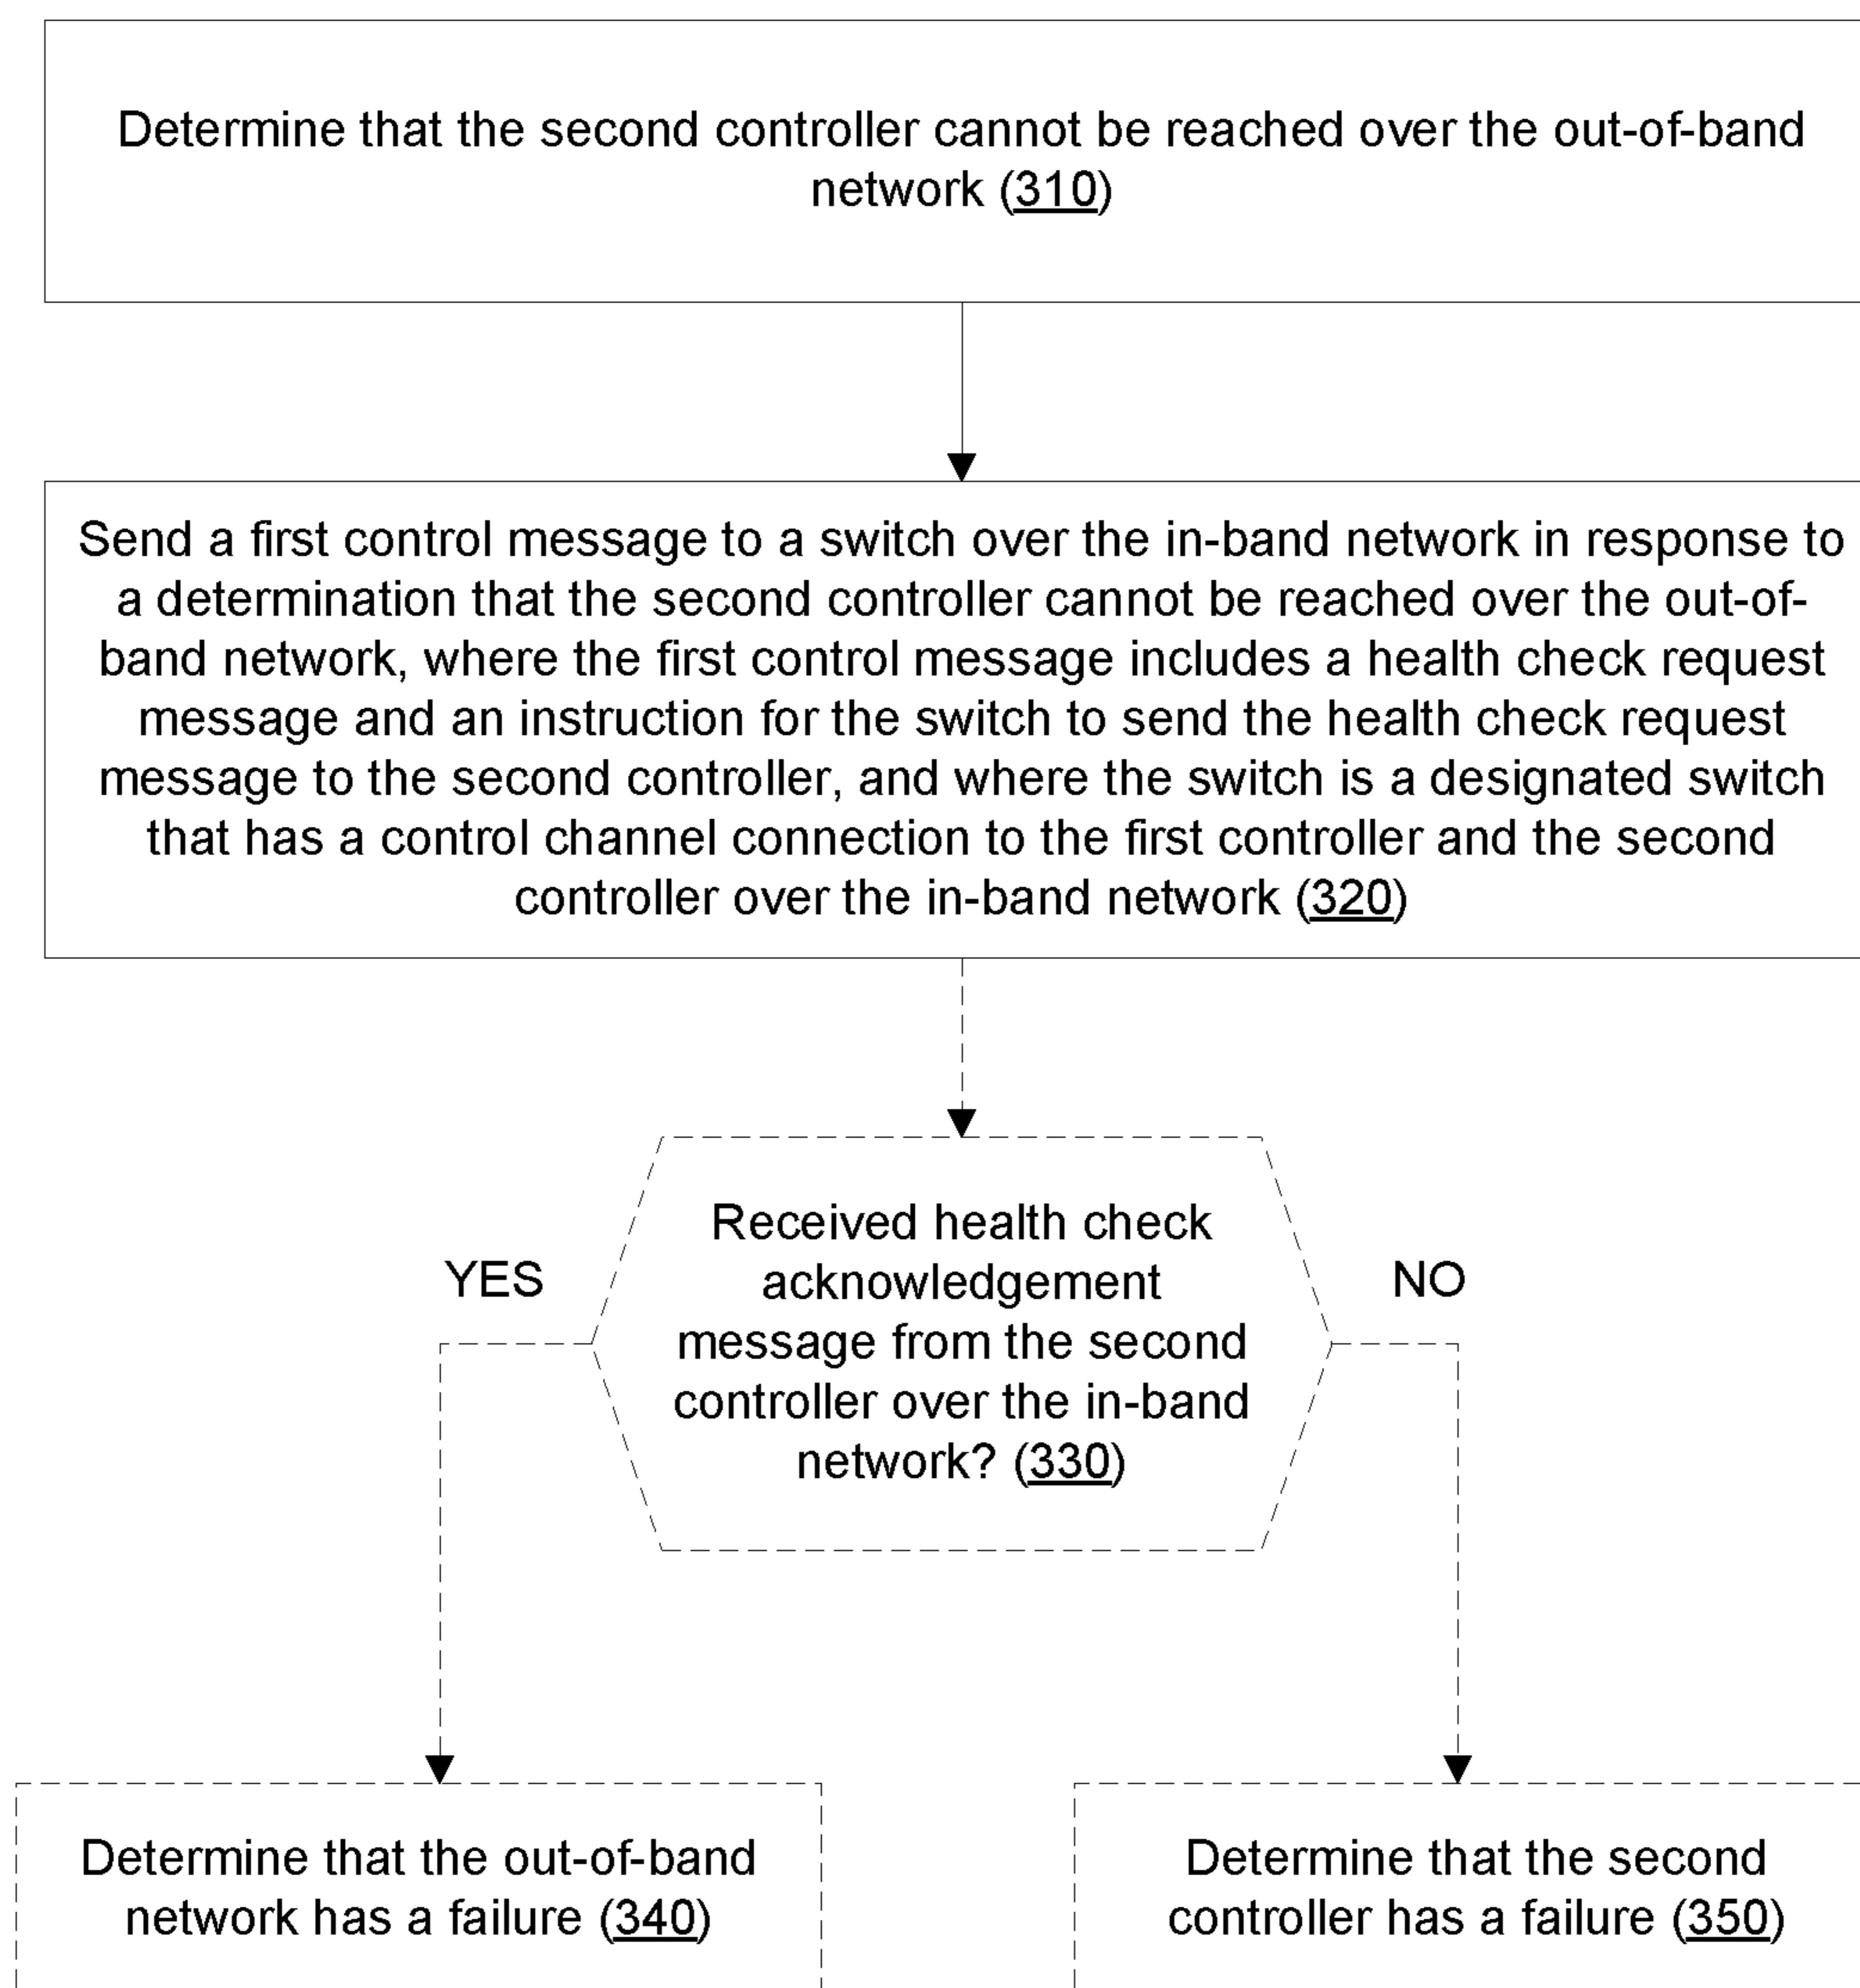 Determine that the second controller cannot be reached over the out-of-band
network (310)
Send a first control message to a switch over the in-band network in response to
a determination that the second controller cannot be reached over the out-of-
band network, where the first control message includes a health check request
message and an instruction for the switch to send the health check request
message to the second controller, and where the switch is a designated switch
that has a control channel connection to the first controller and the second
controller over the in-band network (320)
Received health check
acknowledgement
message from the second
controller over the in-band
network? (330)
YES
NO
Determine that the out-of-band
network has a failure (340)
Determine that the second
controller has a failure (350)